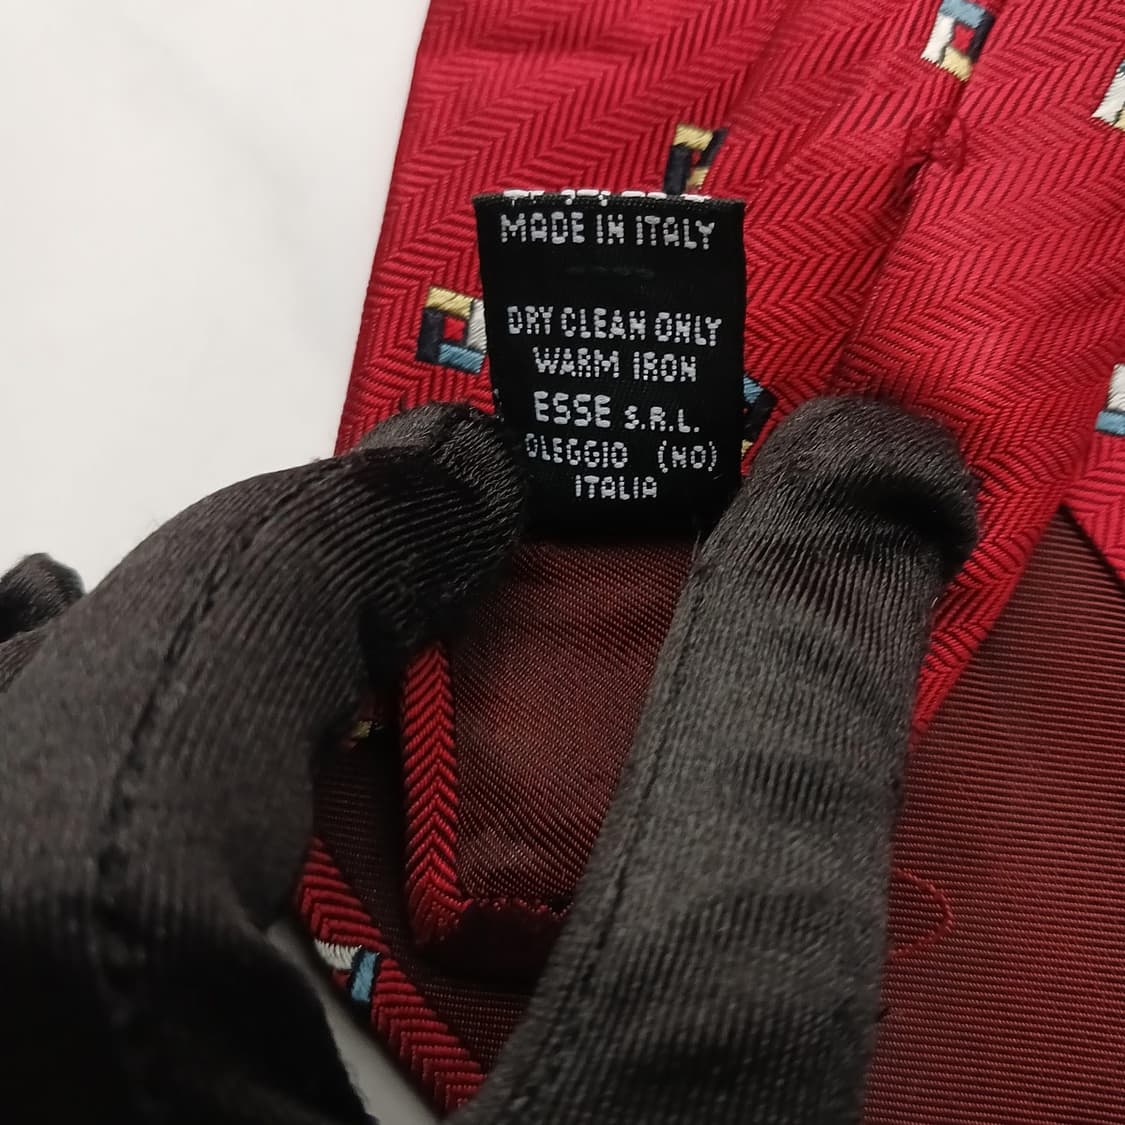 MADE IN ITALY
DRY CLEAN ONLY
WARM IRON
ESSE S.R.L.
OLEGGIO (NO)
ITALIA